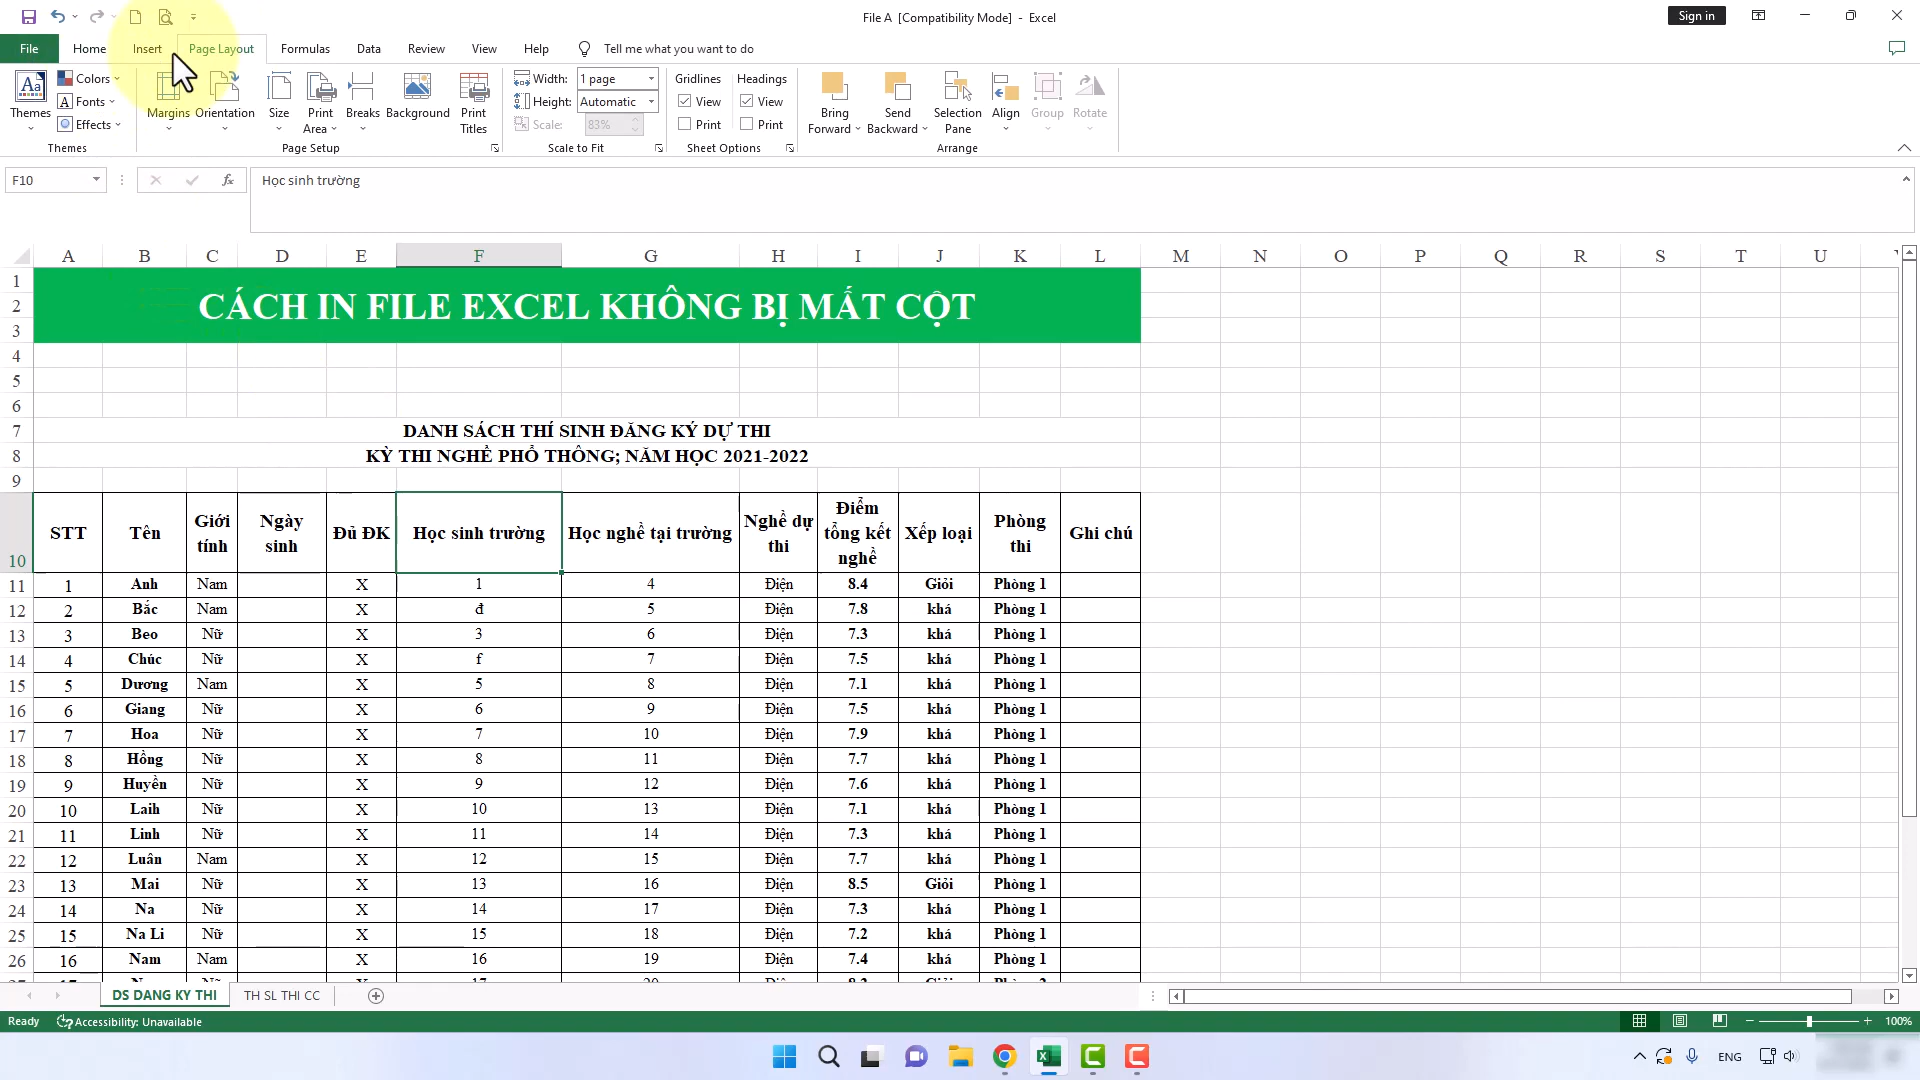 File A [Compatibility Mode] - Excel
Sign in
File Home Insert Page Layout Formulas Data Review View Help Tell me what you want to do
Colors Width: 1 page Gridlines Headings
Fonts Height: Automatic View View
Effects Scale: 83% Print Print
Themes Margins Orientation Size Print Area Breaks Background Print Titles Bring Forward Send Backward Selection Pane Align Group Rotate
Themes Page Setup Scale to Fit Sheet Options Arrange
F10 fx Học sinh trường
A B C D E F G H I J K L M N O P Q R S T U
1
2 CÁCH IN FILE EXCEL KHÔNG BỊ MẤT CỘT
3
4
5
6
7 DANH SÁCH THÍ SINH ĐĂNG KÝ DỰ THI
8 KỲ THI NGHỀ PHỔ THÔNG; NĂM HỌC 2021-2022
9
10 STT Tên Giới tính Ngày sinh Đủ ĐK Học sinh trường Học nghề tại trường Nghề dự thi Điểm tổng kết nghề Xếp loại Phòng thi Ghi chú
11 1 Anh Nam X 1 4 Điện 8.4 Giỏi Phòng 1
12 2 Bắc Nam X đ 5 Điện 7.8 khá Phòng 1
13 3 Beo Nữ X 3 6 Điện 7.3 khá Phòng 1
14 4 Chúc Nữ X f 7 Điện 7.5 khá Phòng 1
15 5 Dương Nam X 5 8 Điện 7.1 khá Phòng 1
16 6 Giang Nữ X 6 9 Điện 7.5 khá Phòng 1
17 7 Hoa Nữ X 7 10 Điện 7.9 khá Phòng 1
18 8 Hồng Nữ X 8 11 Điện 7.7 khá Phòng 1
19 9 Huyền Nữ X 9 12 Điện 7.6 khá Phòng 1
20 10 Laih Nữ X 10 13 Điện 7.1 khá Phòng 1
21 11 Linh Nữ X 11 14 Điện 7.3 khá Phòng 1
22 12 Luân Nam X 12 15 Điện 7.7 khá Phòng 1
23 13 Mai Nữ X 13 16 Điện 8.5 Giỏi Phòng 1
24 14 Na Nữ X 14 17 Điện 7.3 khá Phòng 1
25 15 Na Li Nữ X 15 18 Điện 7.2 khá Phòng 1
26 16 Nam Nam X 16 19 Điện 7.4 khá Phòng 1
DS DANG KY THI TH SL THI CC
Ready Accessibility: Unavailable 100%
ENG